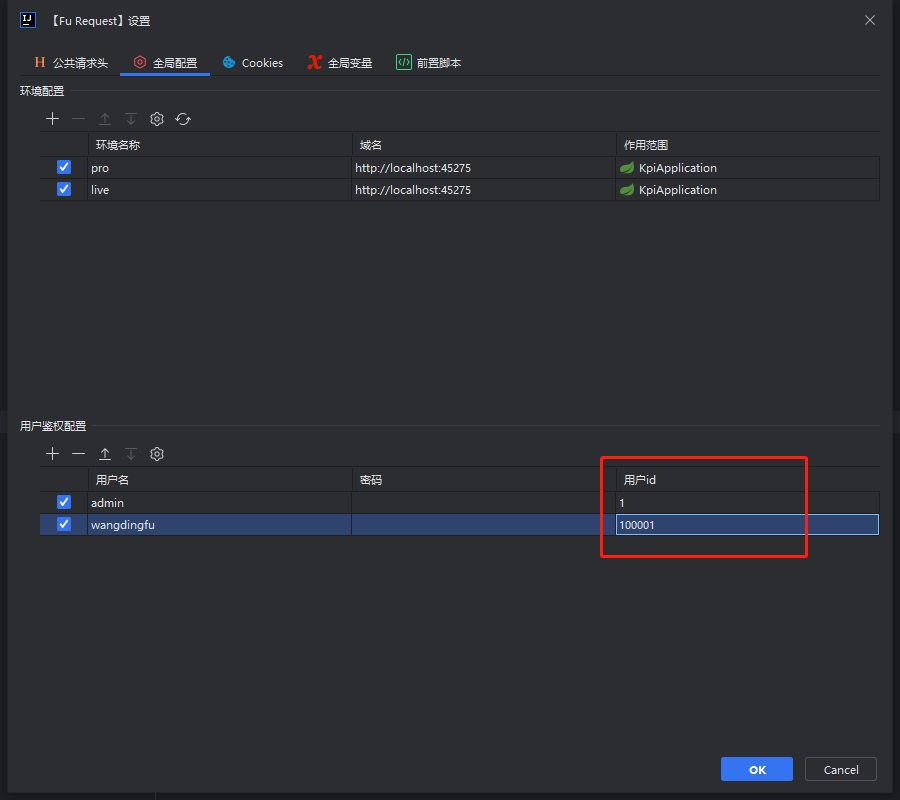 IJ 【Fu Request】设置
H 公共请求头 全局配置 Cookies 全局变量 </> 前置脚本
环境配置
环境名称 域名 作用范围
pro http://localhost:45275 KpiApplication
live http://localhost:45275 KpiApplication
用户鉴权配置
用户名 密码 用户id
admin 1
wangdingfu 100001
OK Cancel